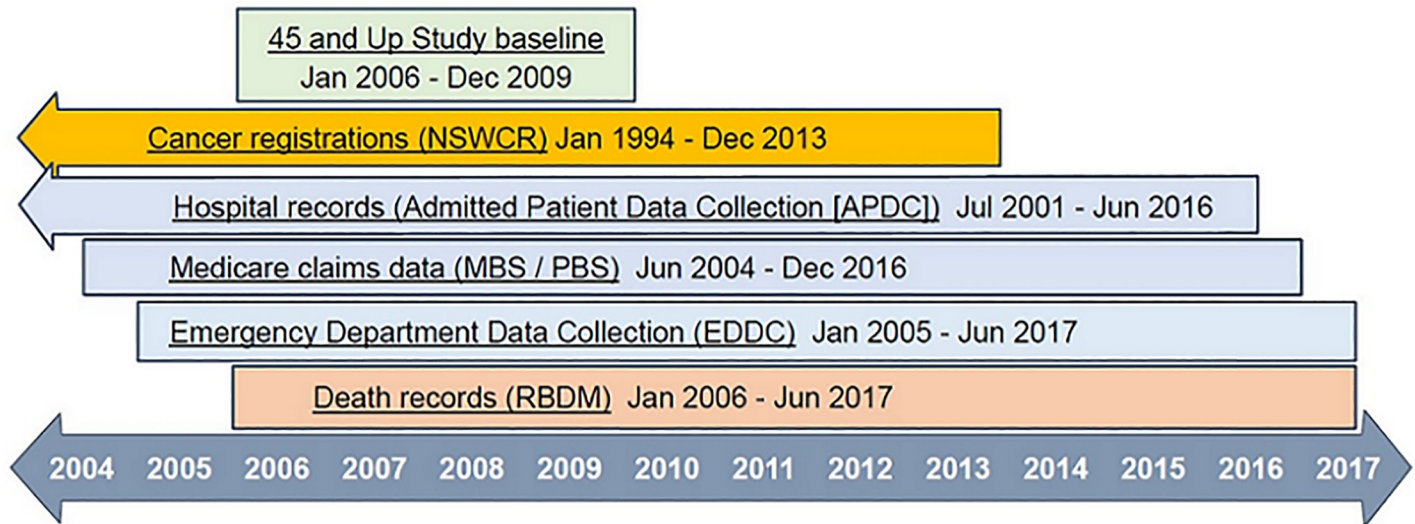 45 and Up Study baseline
Jan 2006 - Dec 2009
Cancer registrations (NSWCR) Jan 1994 - Dec 2013
Hospital records (Admitted Patient Data Collection [APDC]) Jul 2001 - Jun 2016
Medicare claims data (MBS / PBS) Jun 2004 - Dec 2016
Emergency Department Data Collection (EDDC) Jan 2005 - Jun 2017
Death records (RBDM) Jan 2006 - Jun 2017
2004 2005 2006 2007 2008 2009 2010 2011 2012 2013 2014 2015 2016 2017